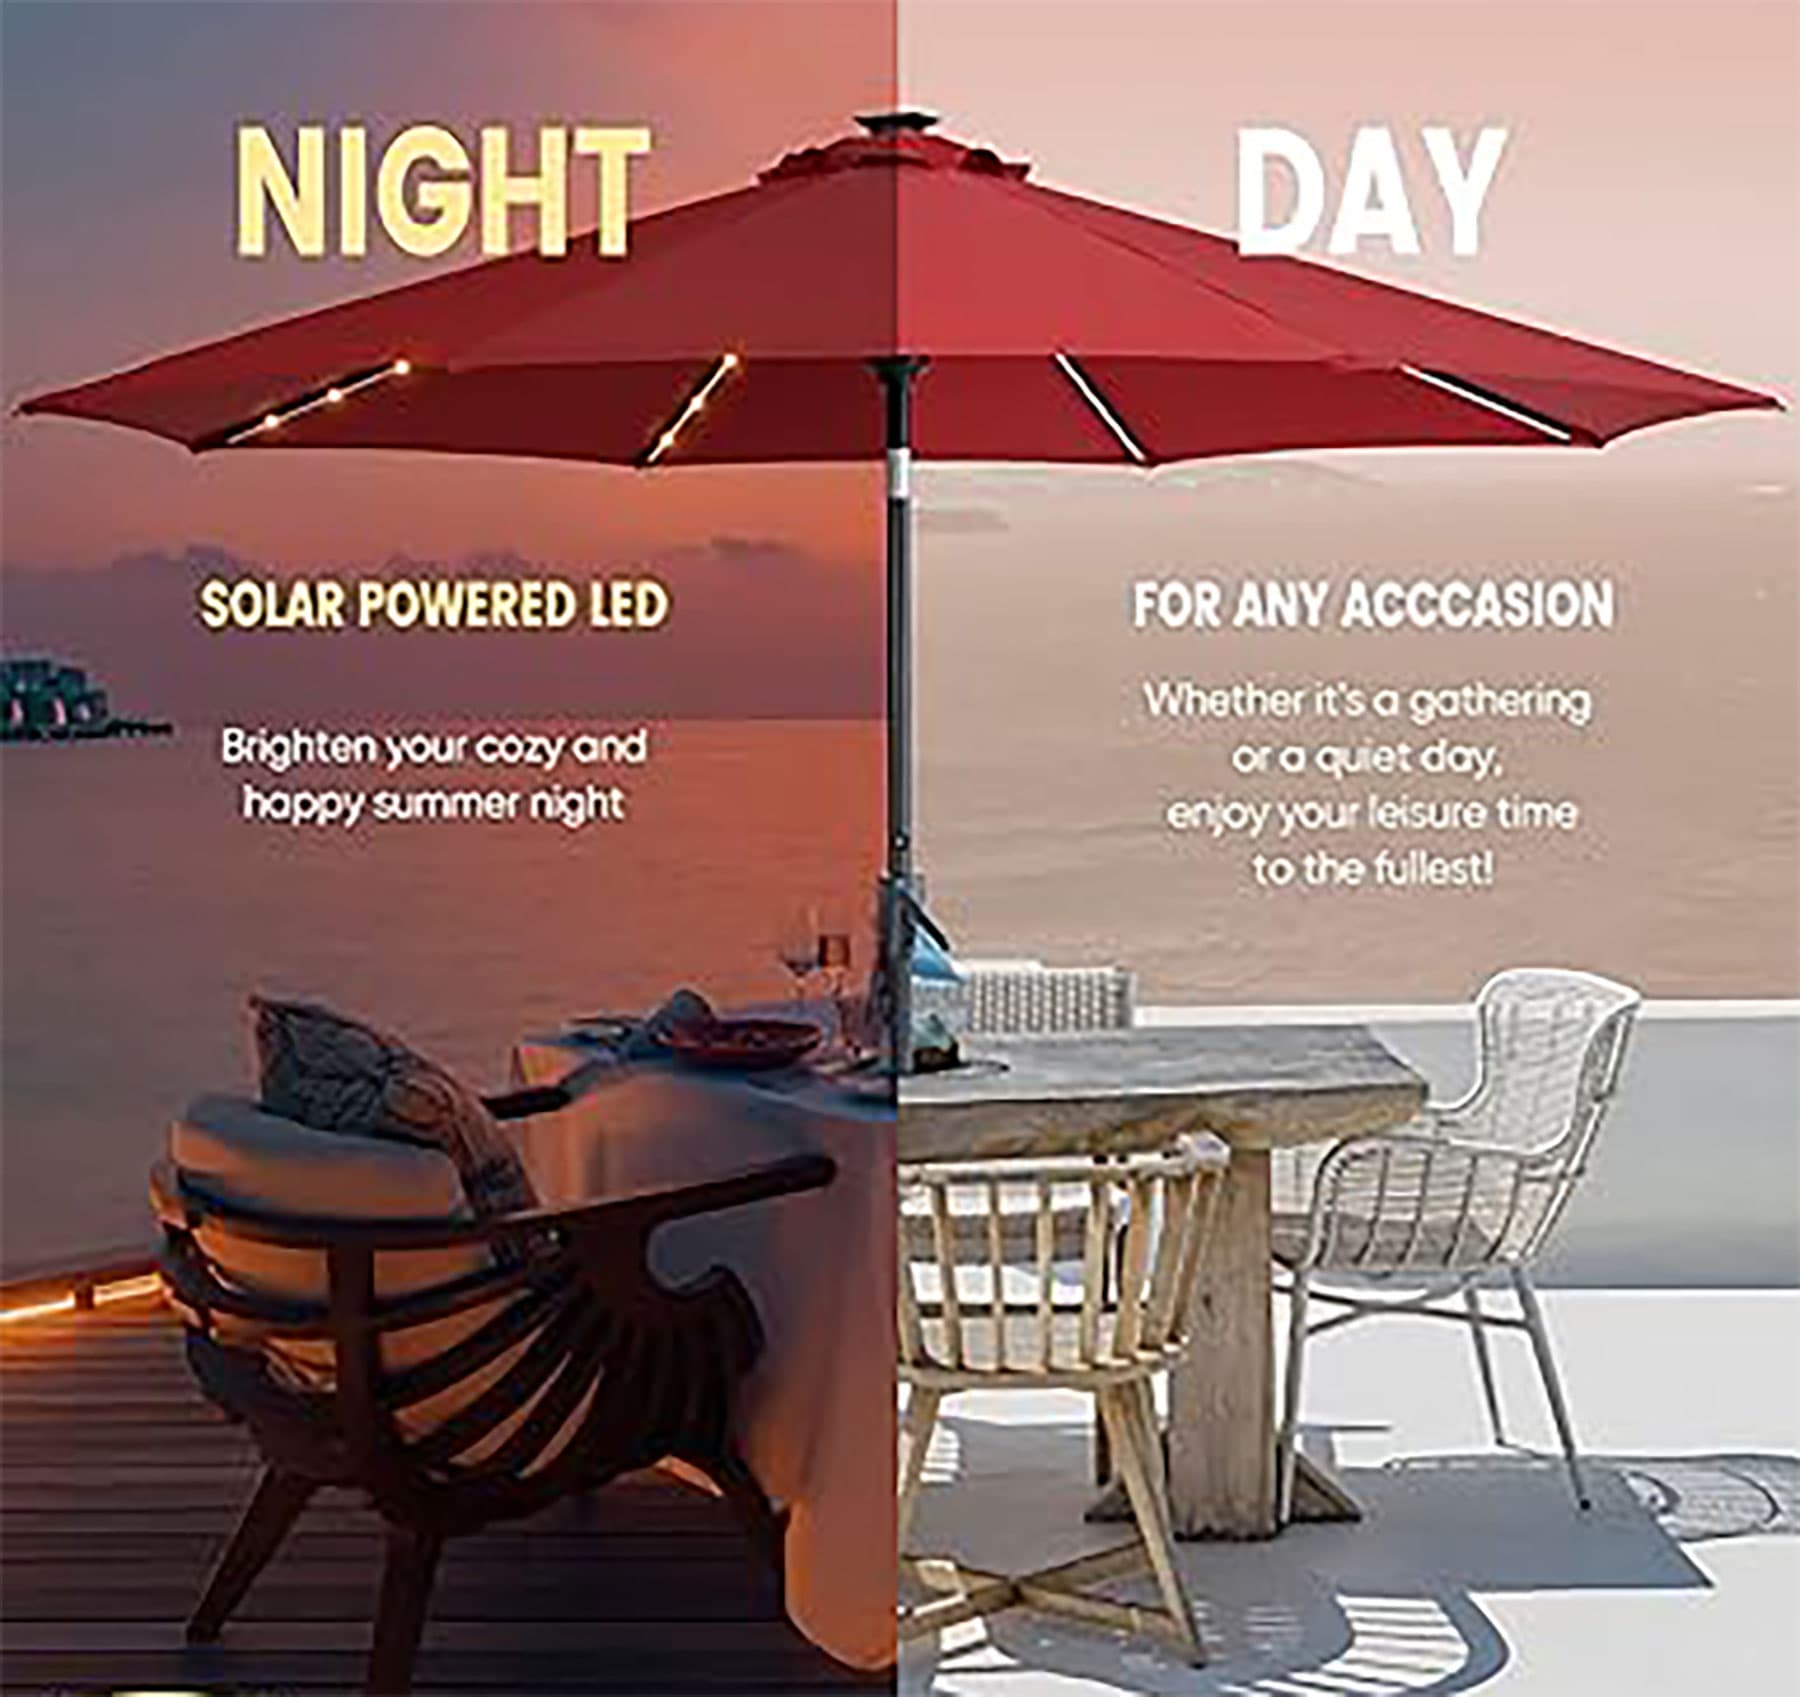 NIGHT
SOLAR POWERED LED
Brighten your cozy and
happy summer night
DAY
FOR ANY ACCCASION
Whether it's a gathering
or a quiet day,
enjoy your leisure time
to the fullest!